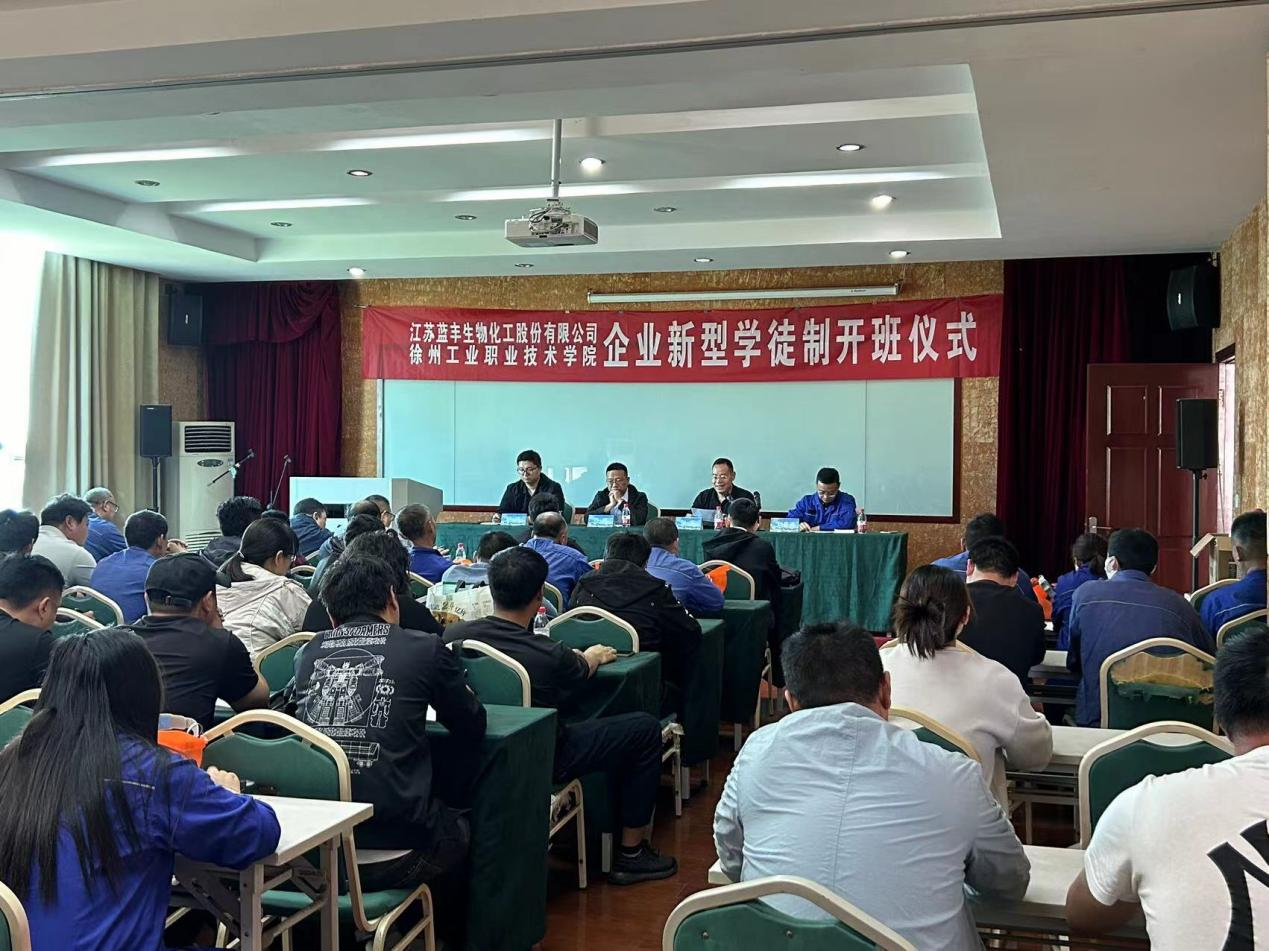 江苏蓝丰生物化工股份有限公司
徐州工业职业技术学院
企业新型学徒制开班仪式